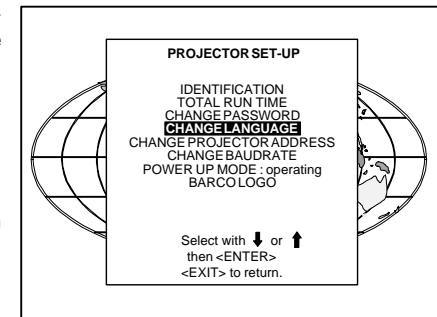 PROJECTOR SET-UP
IDENTIFICATION
TOTAL RUN TIME
CHANGE PASSWORD
CHANGE LANGUAGE
CHANGE PROJECTOR ADDRESS
CHANGE BAUDRATE
POWER UP MODE : operating
BARCO LOGO
Select with ⬇ or ⬆
then <ENTER>
<EXIT> to return.